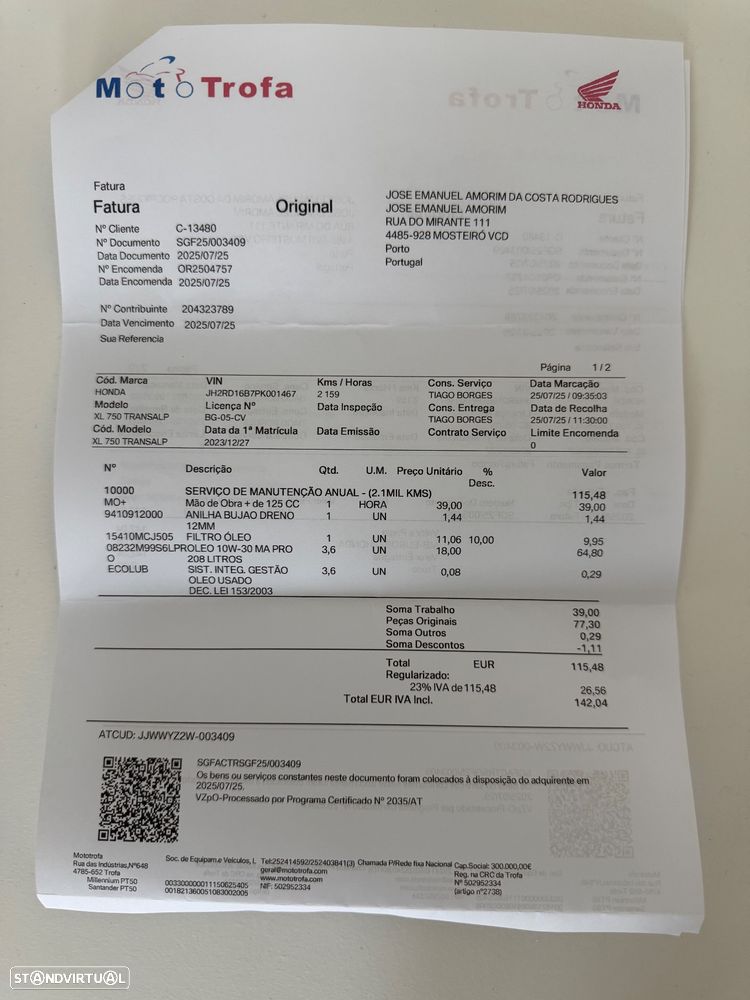 Moto Trofa
HONDA
Fatura
Fatura Original
Nº Cliente C-13480
Nº Documento SGF25/003409
Data Documento 2025/07/25
Nº Encomenda OR2504757
Data Encomenda 2025/07/25
Nº Contribuinte 204323789
Data Vencimento 2025/07/25
Sua Referencia
JOSE EMANUEL AMORIM DA COSTA RODRIGUES
JOSE EMANUEL AMORIM
RUA DO MIRANTE 111
4485-928 MOSTEIRÓ VCD
Porto
Portugal
Página 1/2
Cód. Marca VIN Kms / Horas Cons. Serviço Data Marcação
HONDA JH2RD16B7PK001467 2 159 TIAGO BORGES 25/07/25 / 09:35:03
Modelo Licença Nº Data Inspeção Cons. Entrega Data de Recolha
XL 750 TRANSALP BG-05-CV TIAGO BORGES 25/07/25 / 11:30:00
Cód. Modelo Data da 1ª Matrícula Data Emissão Contrato Serviço Limite Encomenda
XL 750 TRANSALP 2023/12/27 0
Nº Descrição Qtd. U.M. Preço Unitário % Desc. Valor
10000 SERVIÇO DE MANUTENÇÃO ANUAL - (2.1MIL KMS) 115,48
MO+ Mão de Obra + de 125 CC 1 HORA 39,00 39,00
9410912000 ANILHA BUJAO DRENO 1 UN 1,44 1,44
12MM
15410MCJ505 FILTRO ÓLEO 1 UN 11,06 10,00 9,95
08232M99S6LPRO OLEO 10W-30 MA PRO 3,6 UN 18,00 64,80
O 208 LITROS
ECOLUB SIST. INTEG. GESTÃO 3,6 UN 0,08 0,29
OLEO USADO
DEC. LEI 153/2003
Soma Trabalho 39,00
Peças Originais 77,30
Soma Outros 0,29
Soma Descontos -1,11
Total EUR 115,48
Regularizado:
23% IVA de 115,48 26,56
Total EUR IVA Incl. 142,04
ATCUD: JJWWYZ2W-003409
SGFACTRSGF25/003409
Os bens ou serviços constantes neste documento foram colocados à disposição do adquirente em
2025/07/25.
VZpO-Processado por Programa Certificado Nº 2035/AT
Mototrofa
Rua das Indústrias,Nº648
4785-652 Trofa
Millennium PT50
Santander PT50
Soc. de Equipam.e Veículos, L
003300000011150625405
001821360051083002005
Tel:252414592/252403841(3) Chamada P/Rede fixa Nacional
geral@mototrofa.com
www.mototrofa.com
NIF: 502952334
Cap.Social: 300.000,00€
Reg. na CRC da Trofa
Nº 502952334
(artigo nº2738)
STANDVIRTUAL